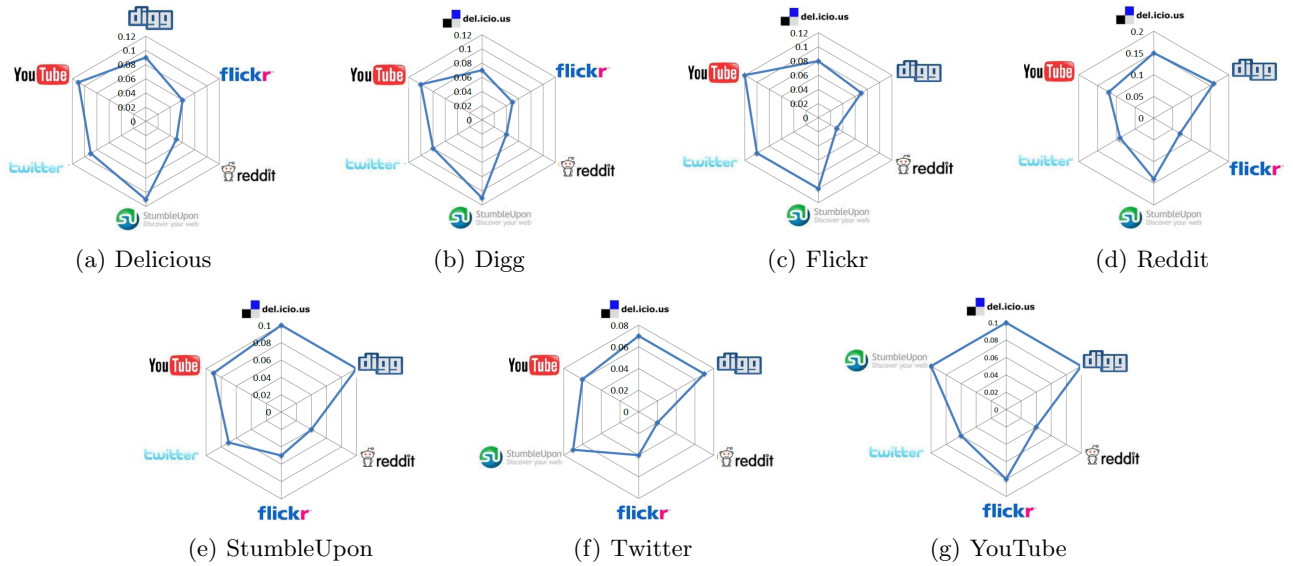 digg
0.12
0.1
0.08
0.06
0.04
0.02
0
flickr
reddit
StumbleUpon
Discover your web
twitter
YouTube
(a) Delicious
del.icio.us
0.12
0.1
0.08
0.06
0.04
0.02
0
flickr
reddit
StumbleUpon
Discover your web
twitter
YouTube
(b) Digg
del.icio.us
0.12
0.1
0.08
0.06
0.04
0.02
0
digg
reddit
StumbleUpon
Discover your web
twitter
YouTube
(c) Flickr
del.icio.us
0.2
0.15
0.1
0.05
0
digg
flickr
StumbleUpon
Discover your web
twitter
YouTube
(d) Reddit
del.icio.us
0.1
0.08
0.06
0.04
0.02
0
digg
reddit
flickr
twitter
YouTube
(e) StumbleUpon
del.icio.us
0.08
0.06
0.04
0.02
0
digg
reddit
flickr
StumbleUpon
Discover your web
YouTube
(f) Twitter
del.icio.us
0.1
0.08
0.06
0.04
0.02
0
digg
reddit
flickr
twitter
StumbleUpon
Discover your web
(g) YouTube